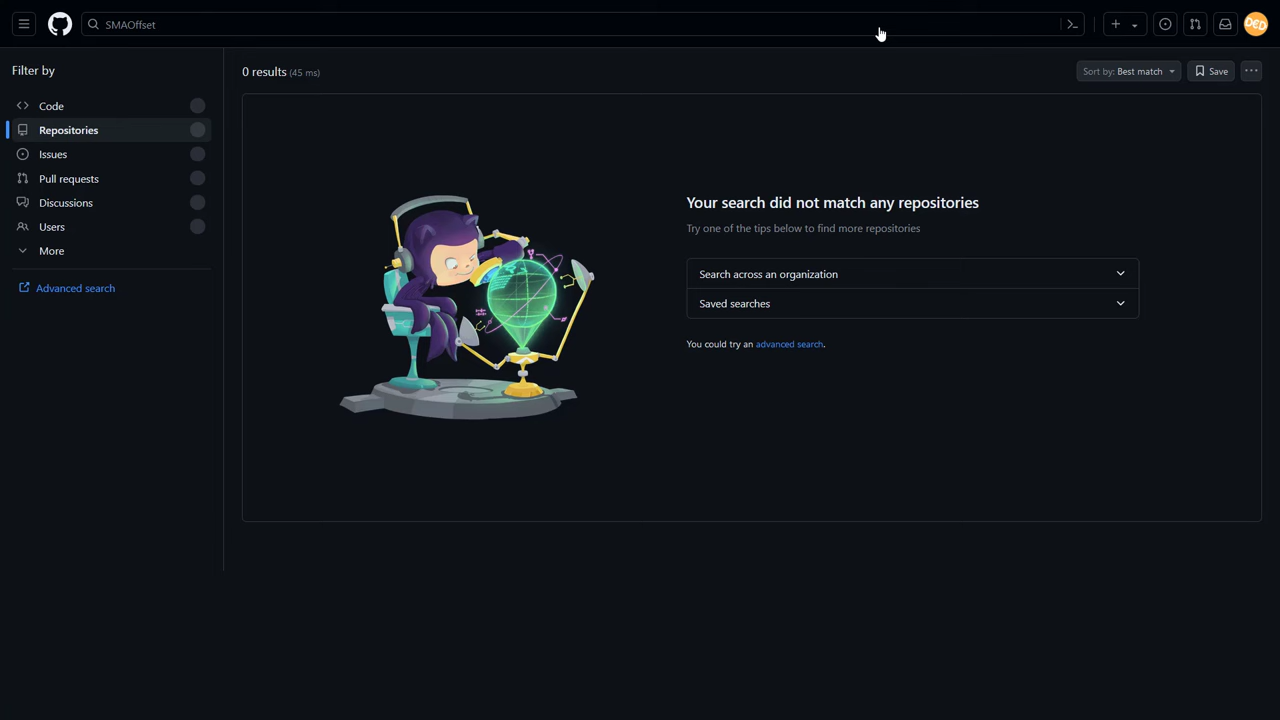 SMAOffset
DED
Filter by
Code
Repositories
Issues
Pull requests
Discussions
Users
More
Advanced search
0 results (45 ms)
Sort by: Best match
Save
Your search did not match any repositories
Try one of the tips below to find more repositories
Search across an organization
Saved searches
You could try an advanced search.